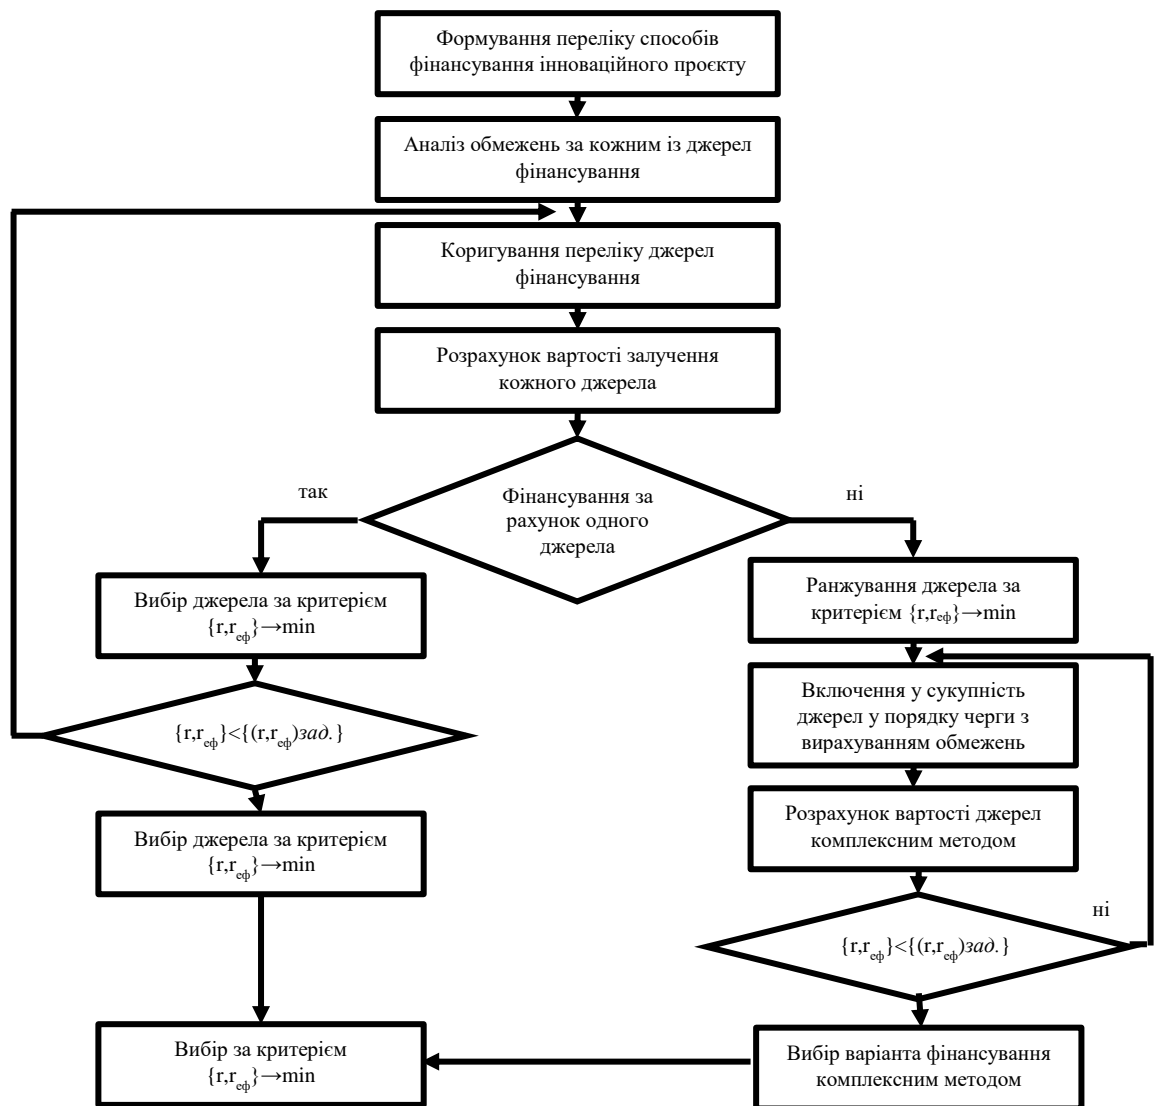 Формування переліку способів
фінансування інноваційного проєкту
Аналіз обмежень за кожним із джерел
фінансування
Коригування переліку джерел
фінансування
Розрахунок вартості залучення
кожного джерела
так
Фінансування за
рахунок одного
джерела
ні
Вибір джерела за критерієм
{r,rеф}→min
Ранжування джерела за
критерієм {r,rеф}→min
{r,rеф}<{(r,rеф)зад.}
Включення у сукупність
джерел у порядку черги з
вирахуванням обмежень
Вибір джерела за критерієм
{r,rеф}→min
Розрахунок вартості джерел
комплексним методом
ні
{r,rеф}<{(r,rеф)зад.}
Вибір за критерієм
{r,rеф}→min
Вибір варіанта фінансування
комплексним методом